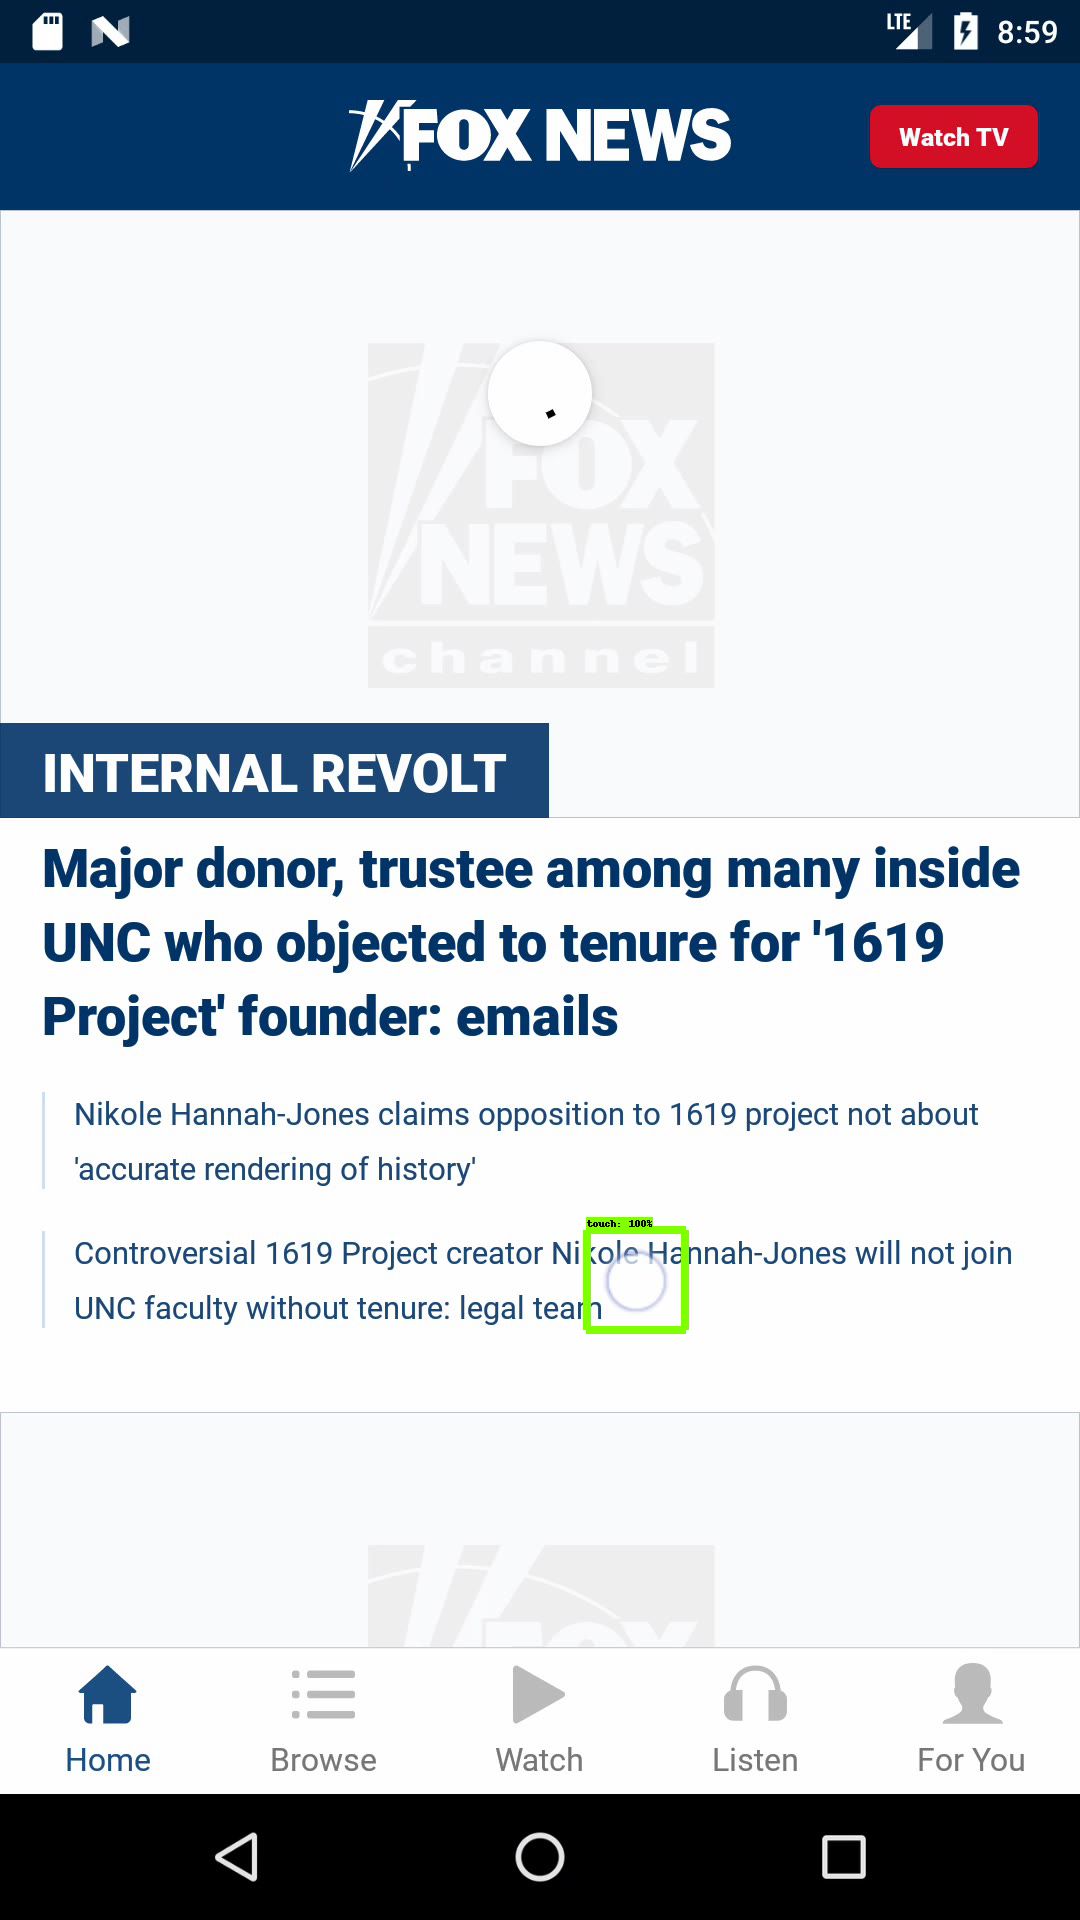 LTE 8:59
FOX NEWS
Watch TV
FOX
NEWS
channel
INTERNAL REVOLT
Major donor, trustee among many inside
UNC who objected to tenure for '1619
Project' founder: emails
Nikole Hannah-Jones claims opposition to 1619 project not about
'accurate rendering of history'
touch: 100%
Controversial 1619 Project creator Nikole Hannah-Jones will not join
UNC faculty without tenure: legal team
FOX
Home
Browse
Watch
Listen
For You